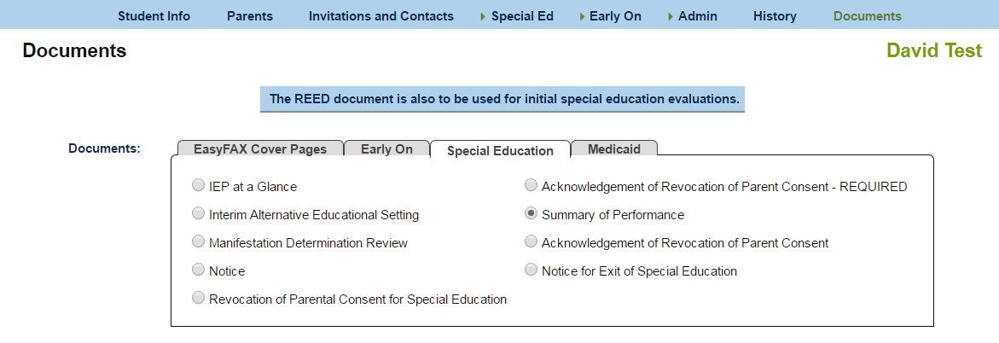 Student Info Parents Invitations and Contacts Special Ed Early On Admin History Documents
Documents David Test
The REED document is also to be used for initial special education evaluations.
Documents: EasyFAX Cover Pages Early On Special Education Medicaid
IEP at a Glance Acknowledgement of Revocation of Parent Consent - REQUIRED
Interim Alternative Educational Setting Summary of Performance
Manifestation Determination Review Acknowledgement of Revocation of Parent Consent
Notice Notice for Exit of Special Education
Revocation of Parental Consent for Special Education